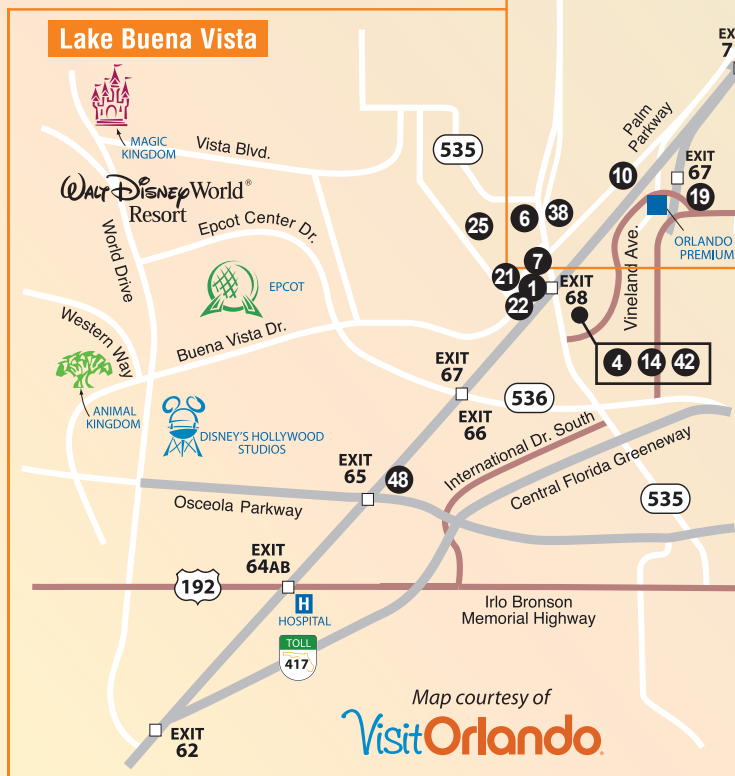 Lake Buena Vista
MAGIC
KINGDOM
Vista Blvd.
WALT DISNEY World®
Resort
World Drive
Epcot Center Dr.
EPCOT
Western Way
Buena Vista Dr.
ANIMAL
KINGDOM
DISNEY'S HOLLYWOOD
STUDIOS
535
Palm
Parkway
EXIT
67
10
19
6
38
25
ORLANDO
PREMIUM
Vineland Ave.
7
21
1
22
EXIT
68
4
14
42
EXIT
67
EXIT
66
536
International Dr. South
Central Florida Greeneway
EXIT
65
48
Osceola Parkway
535
EXIT
64AB
192
H
HOSPITAL
Irlo Bronson
Memorial Highway
TOLL
417
EXIT
62
Map courtesy of
VisitOrlando